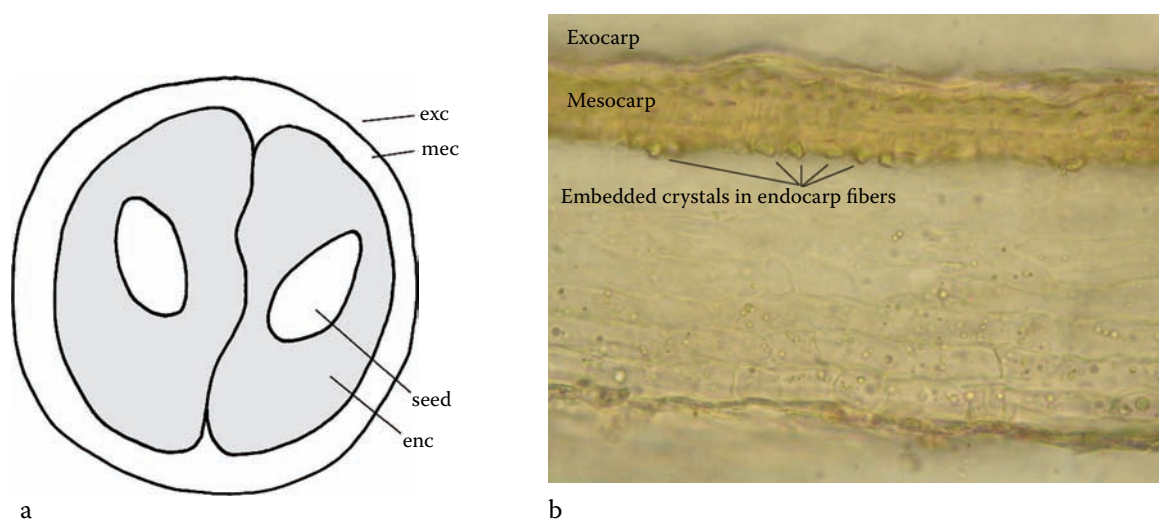 exc
mec
seed
enc
a
Exocarp
Mesocarp
Embedded crystals in endocarp fibers
b